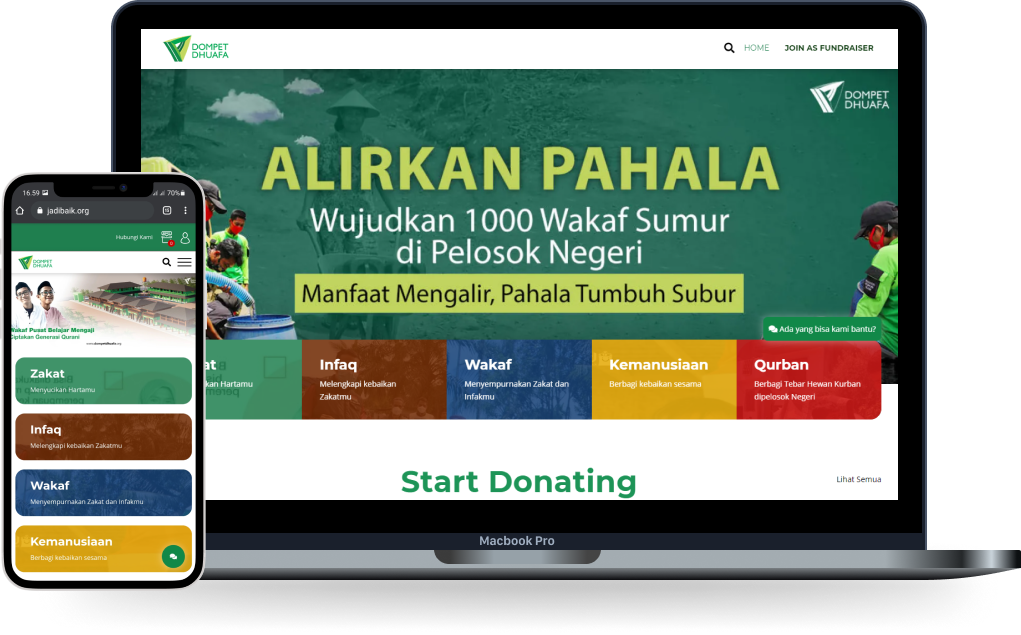 DOMPET
DHUAFA
HOME
JOIN AS FUNDRAISER
DOMPET
DHUAFA
ALIRKAN PAHALA
Wujudkan 1000 Wakaf Sumur
di Pelosok Negeri
Manfaat Mengalir, Pahala Tumbuh Subur
Ada yang bisa kami bantu?
at
kan Hartamu
Infaq
Melengkapi kebaikan
Zakatmu
Wakaf
Menyempurnakan Zakat dan
Infakmu
Kemanusiaan
Berbagi kebaikan sesama
Qurban
Berbagi Tebar Hewan Kurban
dipelosok Negeri
Start Donating
Lihat Semua
Macbook Pro
16.59
70%
jadibaik.org
Hubungi Kami
0
DOMPET
DHUAFA
Wakaf Pusat Belajar Mengaji
Ciptakan Generasi Qurani
Zakat
Menyucikan Hartamu
Infaq
Melengkapi kebaikan Zakatmu
Wakaf
Menyempurnakan Zakat dan Infakmu
Kemanusiaan
Berbagi kebaikan sesama